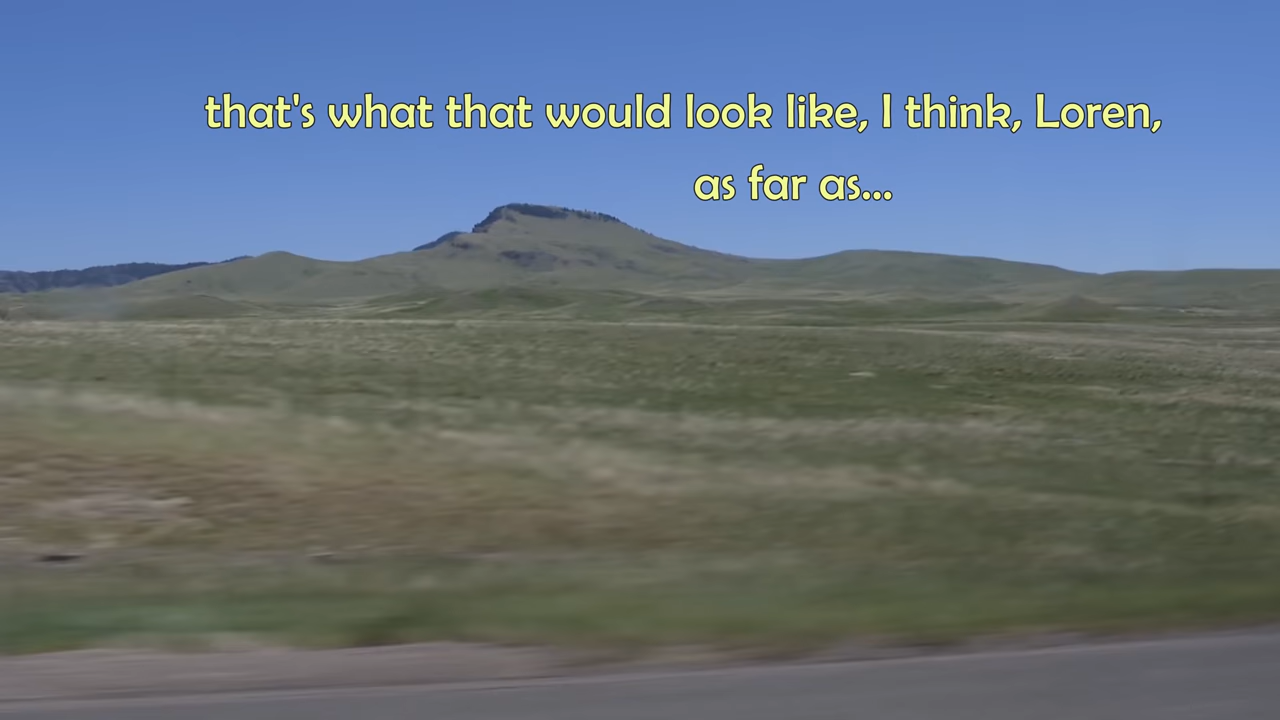 that's what that would look like, I think, Loren,
as far as...